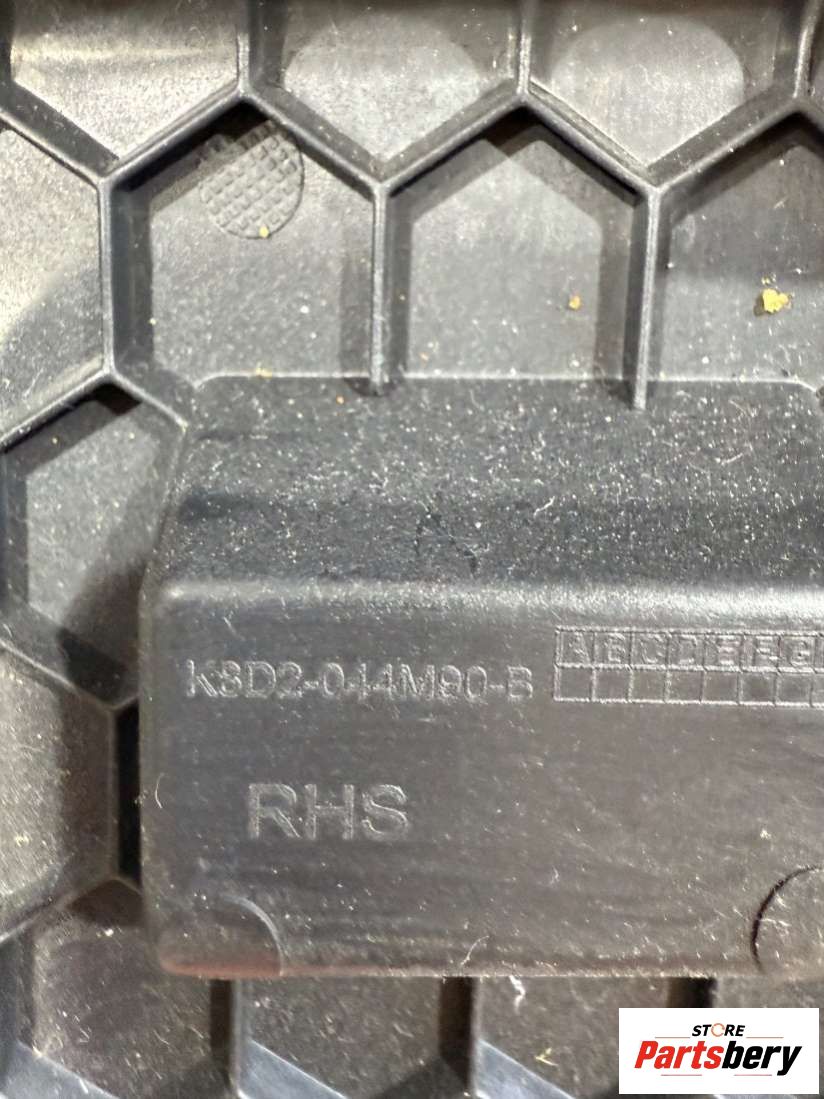 A B C D E F G
K8D2-044M90-B
RHS
STORE
Partsbery